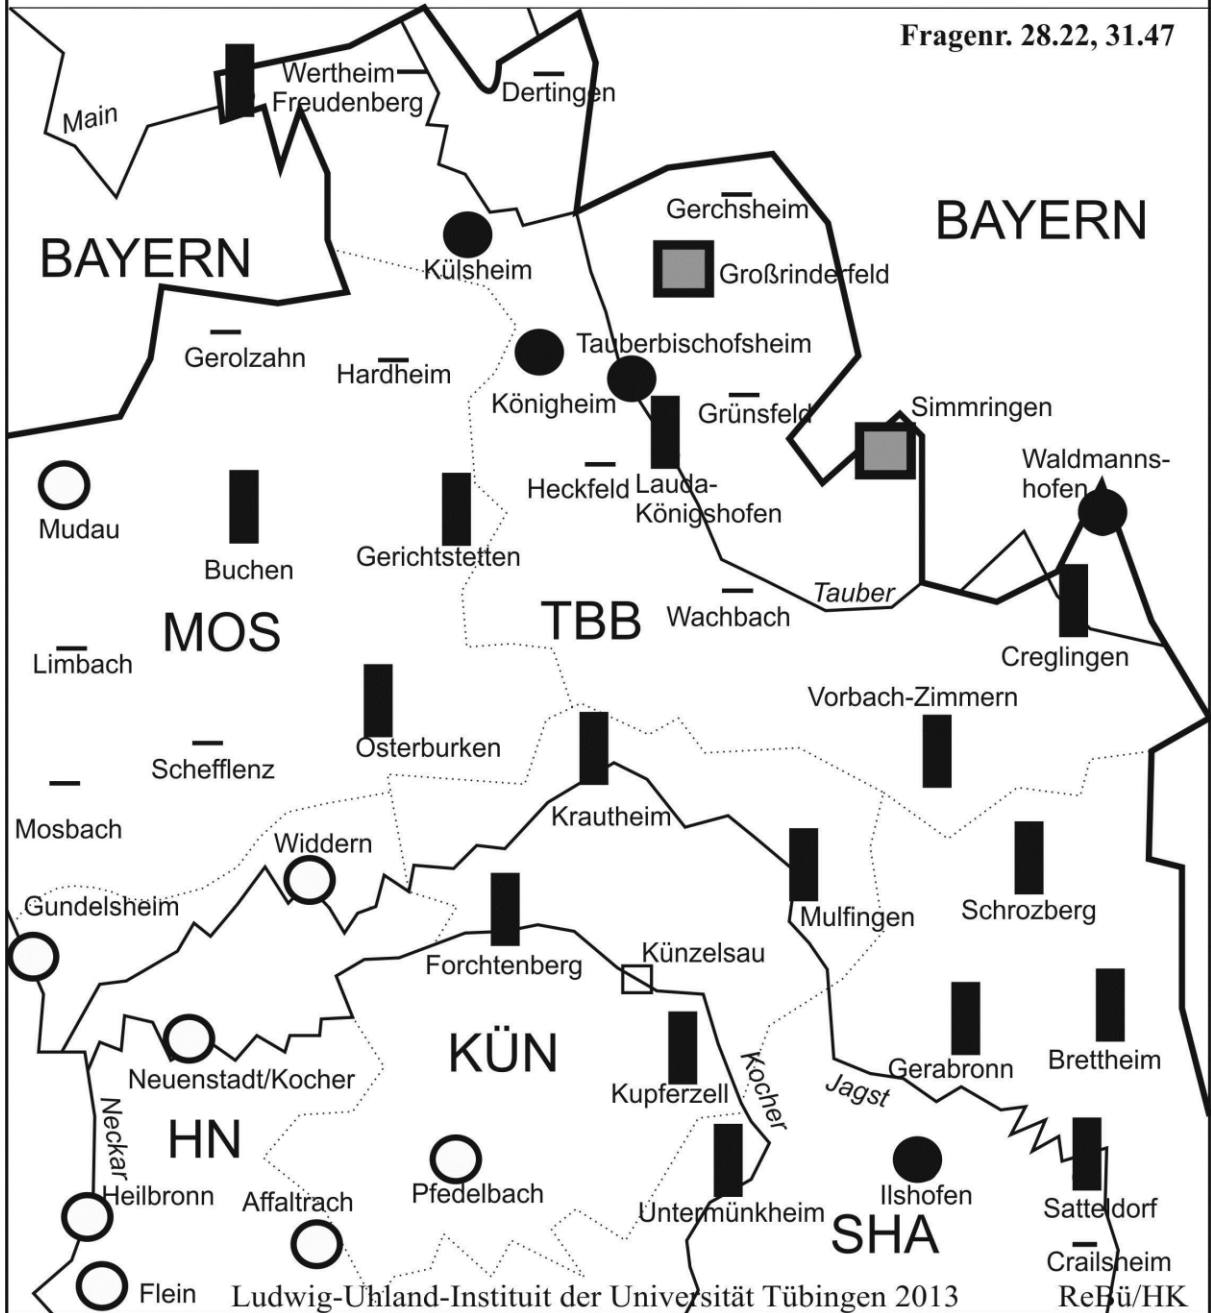 Fragenr. 28.22, 31.47
Wertheim
Freudenberg
Dertingen
Main
Gerchsheim
BAYERN
BAYERN
Külsheim
Großrinderfeld
Gerolzahn
Hardheim
Tauberbischofsheim
Königheim
Grünsfeld
Simmringen
Waldmanns-
hofen
Heckfeld
Lauda-
Königshofen
Mudau
Buchen
Gerichtstetten
Tauber
Wachbach
MOS
TBB
Limbach
Creglingen
Vorbach-Zimmern
Osterburken
Schefflenz
Mosbach
Krautheim
Widdern
Gundelsheim
Mulfingen
Schrozberg
Forchtenberg
Künzelsau
KÜN
Neuenstadt/Kocher
Kupferzell
Kocher
Jagst
Gerabronn
Brettheim
Neckar
HN
Heilbronn
Affaltrach
Pfedelbach
Untermünkheim
Ilshofen
SHA
Satteldorf
Crailsheim
Flein
Ludwig-Uhland-Instituit der Universität Tübingen 2013
ReBü/HK